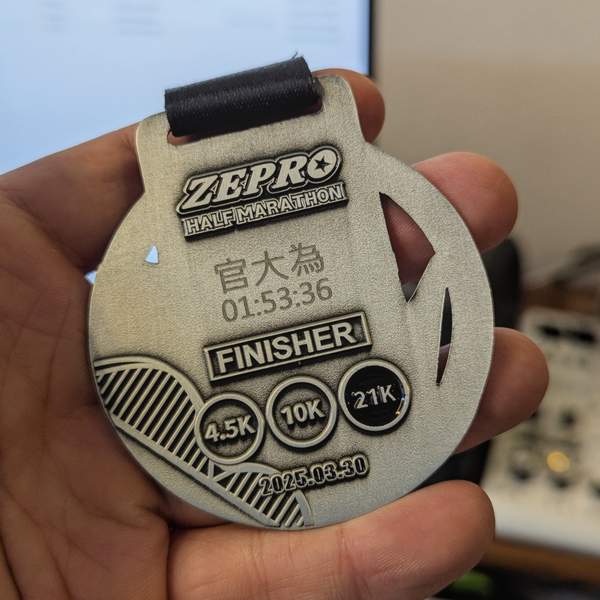 ZEPRO
HALF MARATHON
官大為
01:53:36
FINISHER
4.5K 10K 21K
2025.03.30